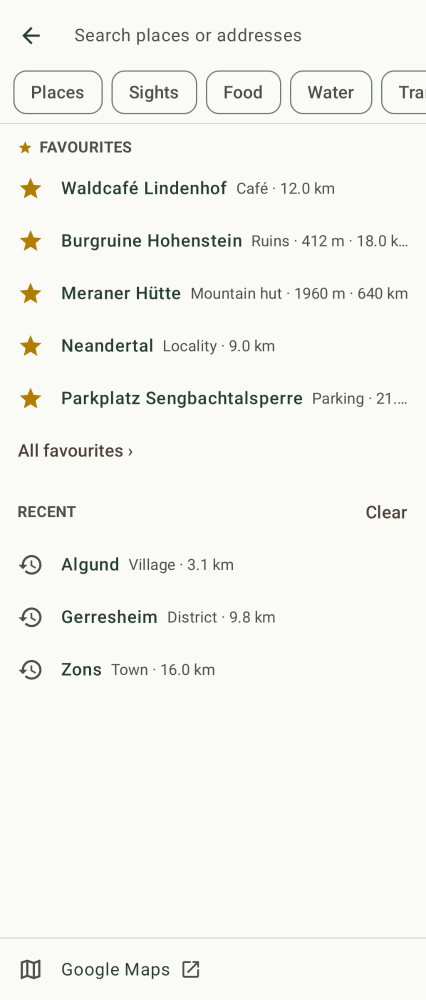 Search places or addresses
Places Sights Food Water Tra
FAVOURITES
Waldcafé Lindenhof Café · 12.0 km
Burgruine Hohenstein Ruins · 412 m · 18.0 k…
Meraner Hütte Mountain hut · 1960 m · 640 km
Neandertal Locality · 9.0 km
Parkplatz Sengbachtalsperre Parking · 21.…
All favourites ›
RECENT Clear
Algund Village · 3.1 km
Gerresheim District · 9.8 km
Zons Town · 16.0 km
Google Maps